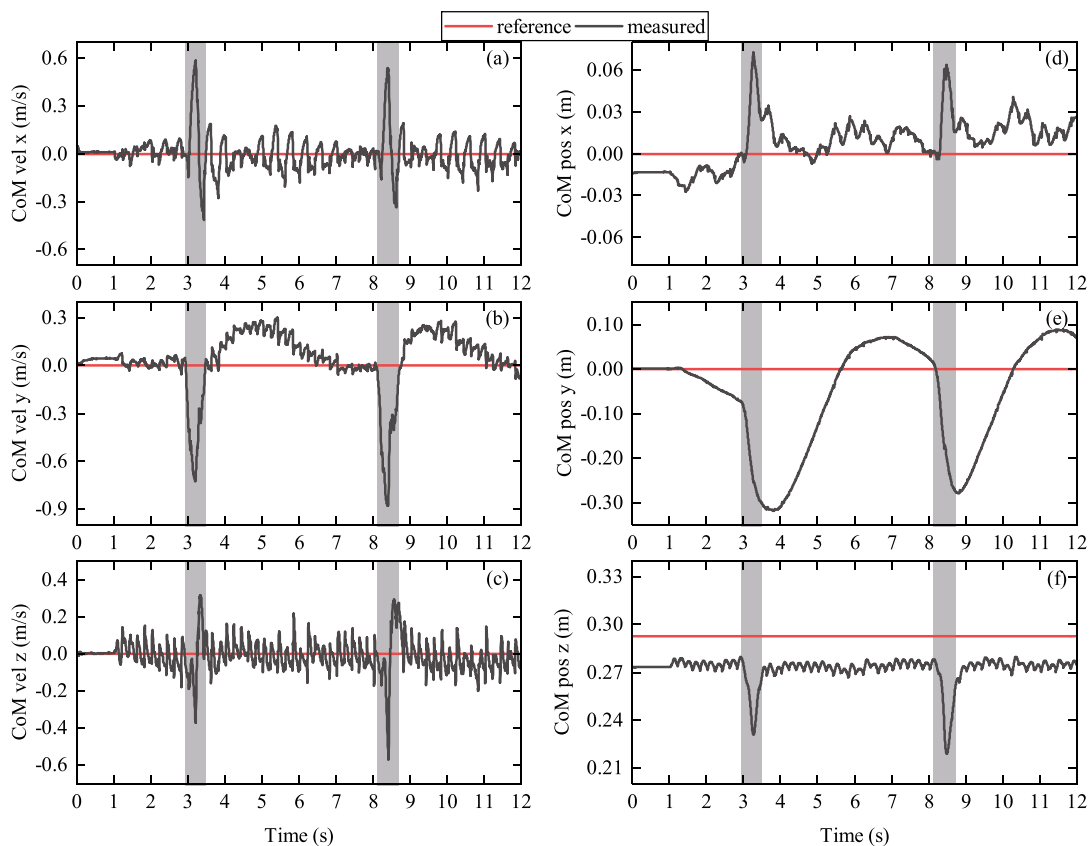 reference measured
(a)
CoM vel x (m/s)
0.6
0.3
0.0
-0.3
-0.6
0 1 2 3 4 5 6 7 8 9 10 11 12
(d)
CoM pos x (m)
0.06
0.03
0.00
-0.03
-0.06
0 1 2 3 4 5 6 7 8 9 10 11 12
(b)
CoM vel y (m/s)
0.3
0.0
-0.3
-0.6
-0.9
0 1 2 3 4 5 6 7 8 9 10 11 12
(e)
CoM pos y (m)
0.10
0.00
-0.10
-0.20
-0.30
0 1 2 3 4 5 6 7 8 9 10 11 12
(c)
CoM vel z (m/s)
0.4
0.2
0.0
-0.2
-0.4
-0.6
0 1 2 3 4 5 6 7 8 9 10 11 12
Time (s)
(f)
CoM pos z (m)
0.33
0.29
0.27
0.24
0.21
0 1 2 3 4 5 6 7 8 9 10 11 12
Time (s)